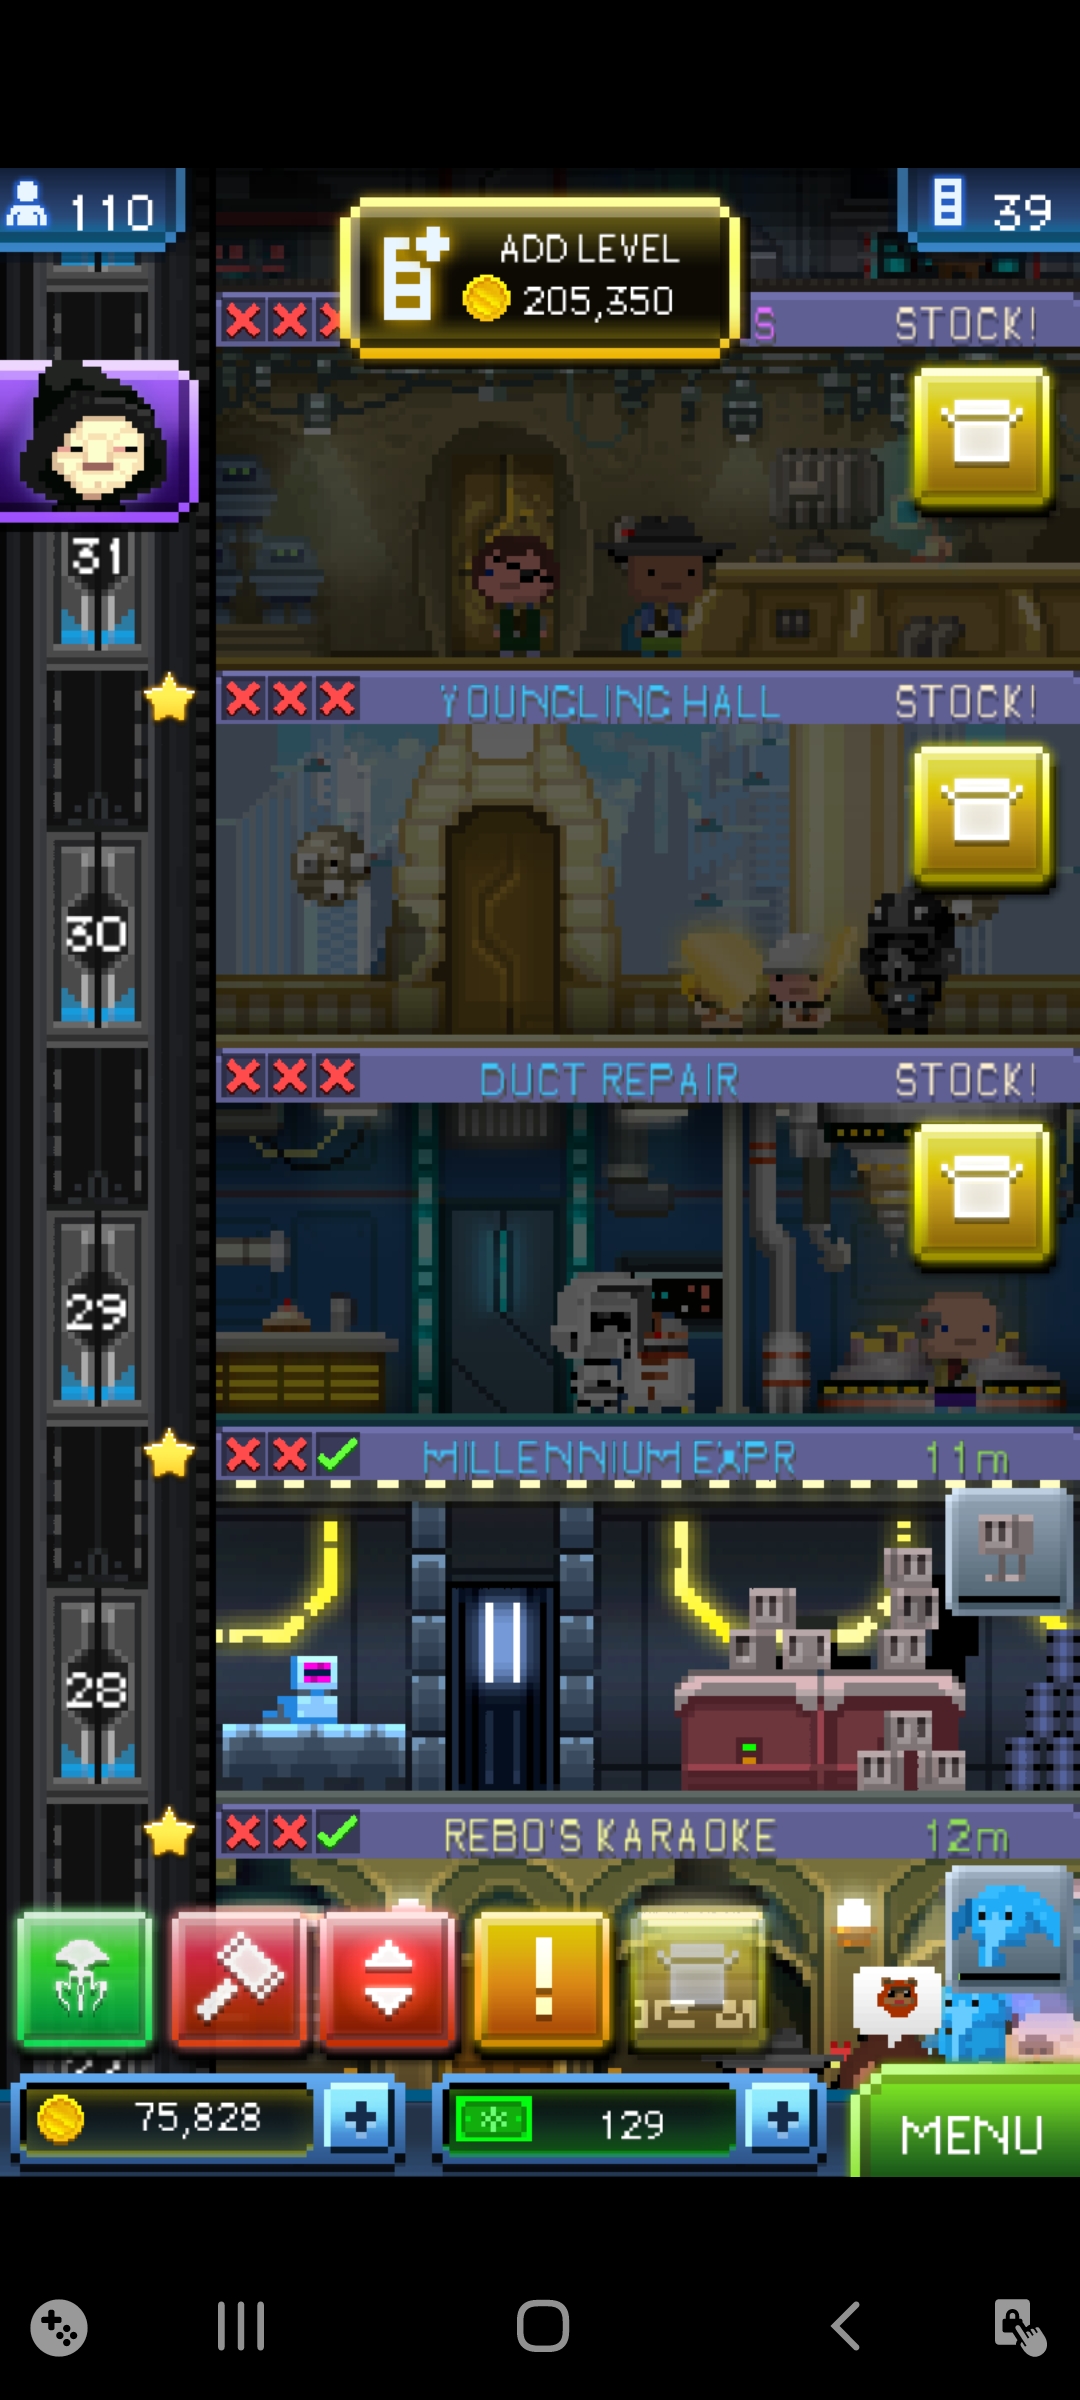 110
39
ADD LEVEL
205,350
S STOCK!
31
YOUNGLING HALL STOCK!
30
DUCT REPAIR STOCK!
29
MILLENNIUM EXPR 11m
28
REBO'S KARAOKE 12m
!
75,828
129
MENU